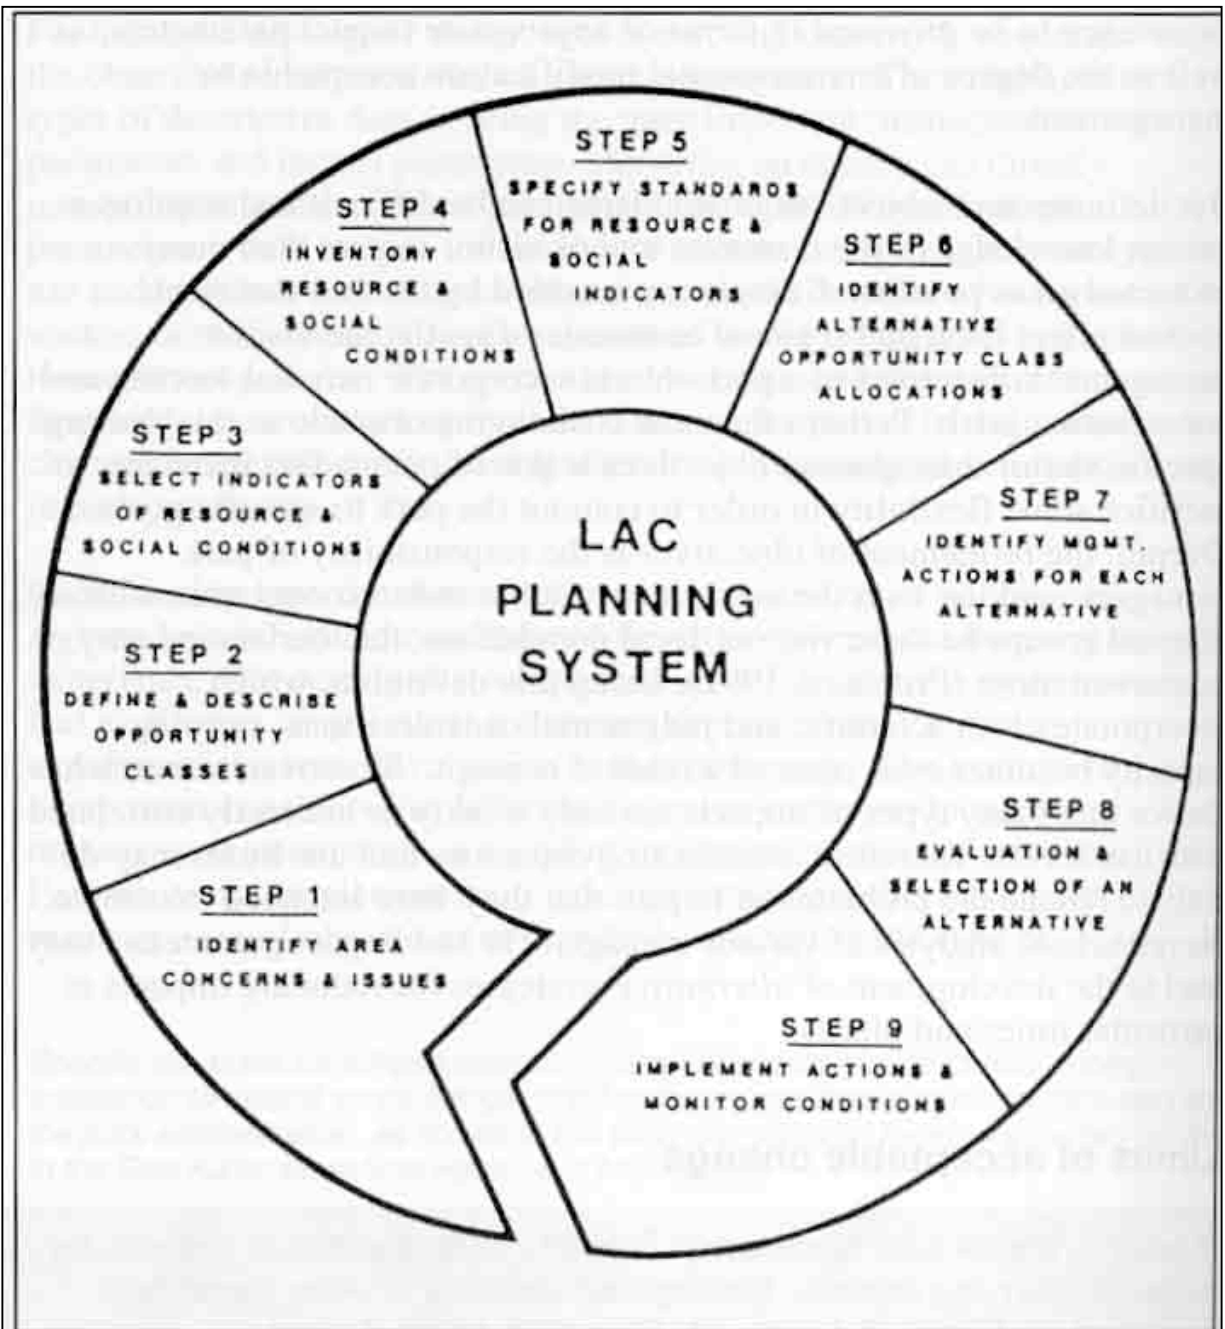 LAC
PLANNING
SYSTEM
STEP 1
IDENTIFY AREA
CONCERNS & ISSUES
STEP 2
DEFINE & DESCRIBE
OPPORTUNITY
CLASSES
STEP 3
SELECT INDICATORS
OF RESOURCE &
SOCIAL CONDITIONS
STEP 4
INVENTORY
RESOURCE &
SOCIAL
CONDITIONS
STEP 5
SPECIFY STANDARDS
FOR RESOURCE &
SOCIAL
INDICATORS
STEP 6
IDENTIFY
ALTERNATIVE
OPPORTUNITY CLASS
ALLOCATIONS
STEP 7
IDENTIFY MGMT
ACTIONS FOR EACH
ALTERNATIVE
STEP 8
EVALUATION &
SELECTION OF AN
ALTERNATIVE
STEP 9
IMPLEMENT ACTIONS &
MONITOR CONDITIONS